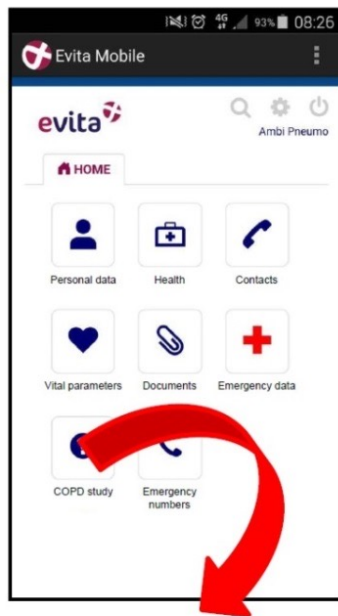 4G 93% 08:26
Evita Mobile
evita
Ambi Pneumo
HOME
Personal data Health Contacts
Vital parameters Documents Emergency data
COPD study Emergency
numbers